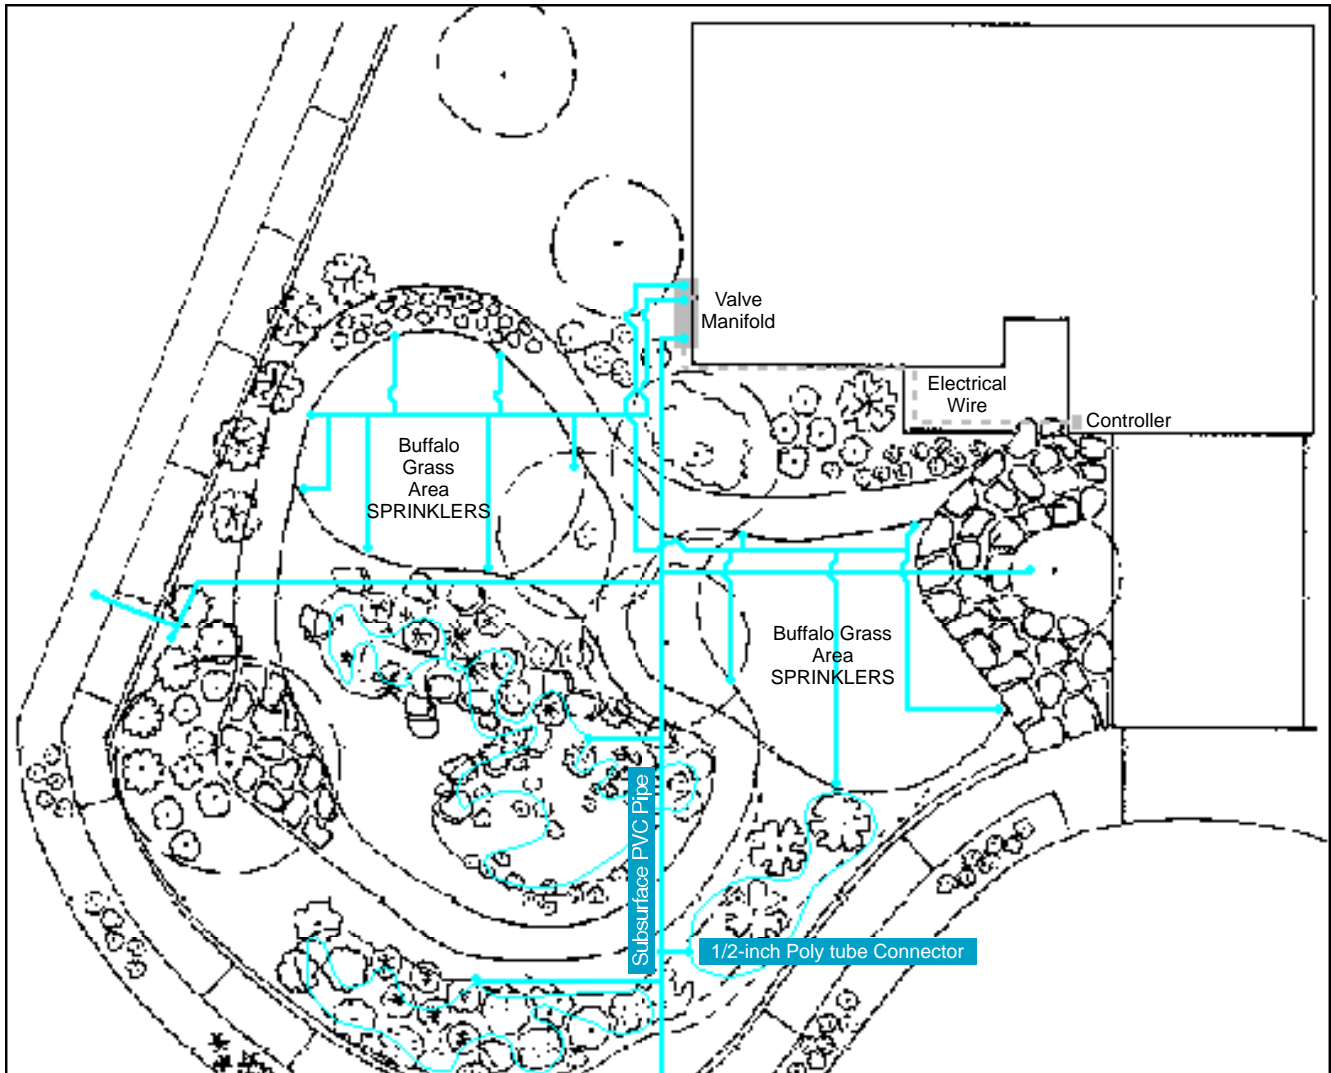 Valve
Manifold
Electrical
Wire
Controller
Buffalo
Grass
Area
SPRINKLERS
Buffalo Grass
Area
SPRINKLERS
Subsurface PVC Pipe
1/2-inch Poly tube Connector